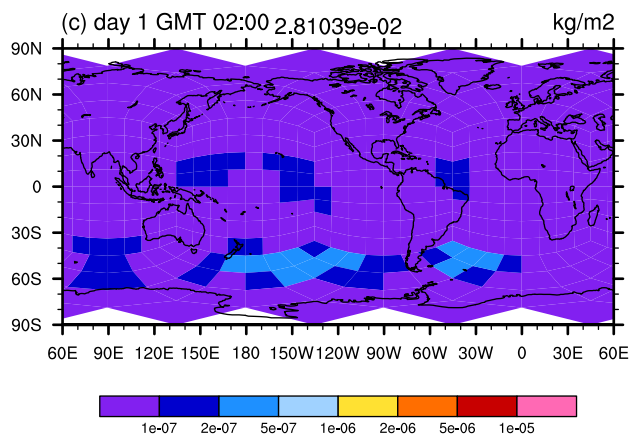 (c) day 1 GMT 02:00 2.81039e-02 kg/m2
90N
60N
30N
0
30S
60S
90S
60E 90E 120E 150E 180 150W 120W 90W 60W 30W 0 30E 60E
1e-07 2e-07 5e-07 1e-06 2e-06 5e-06 1e-05